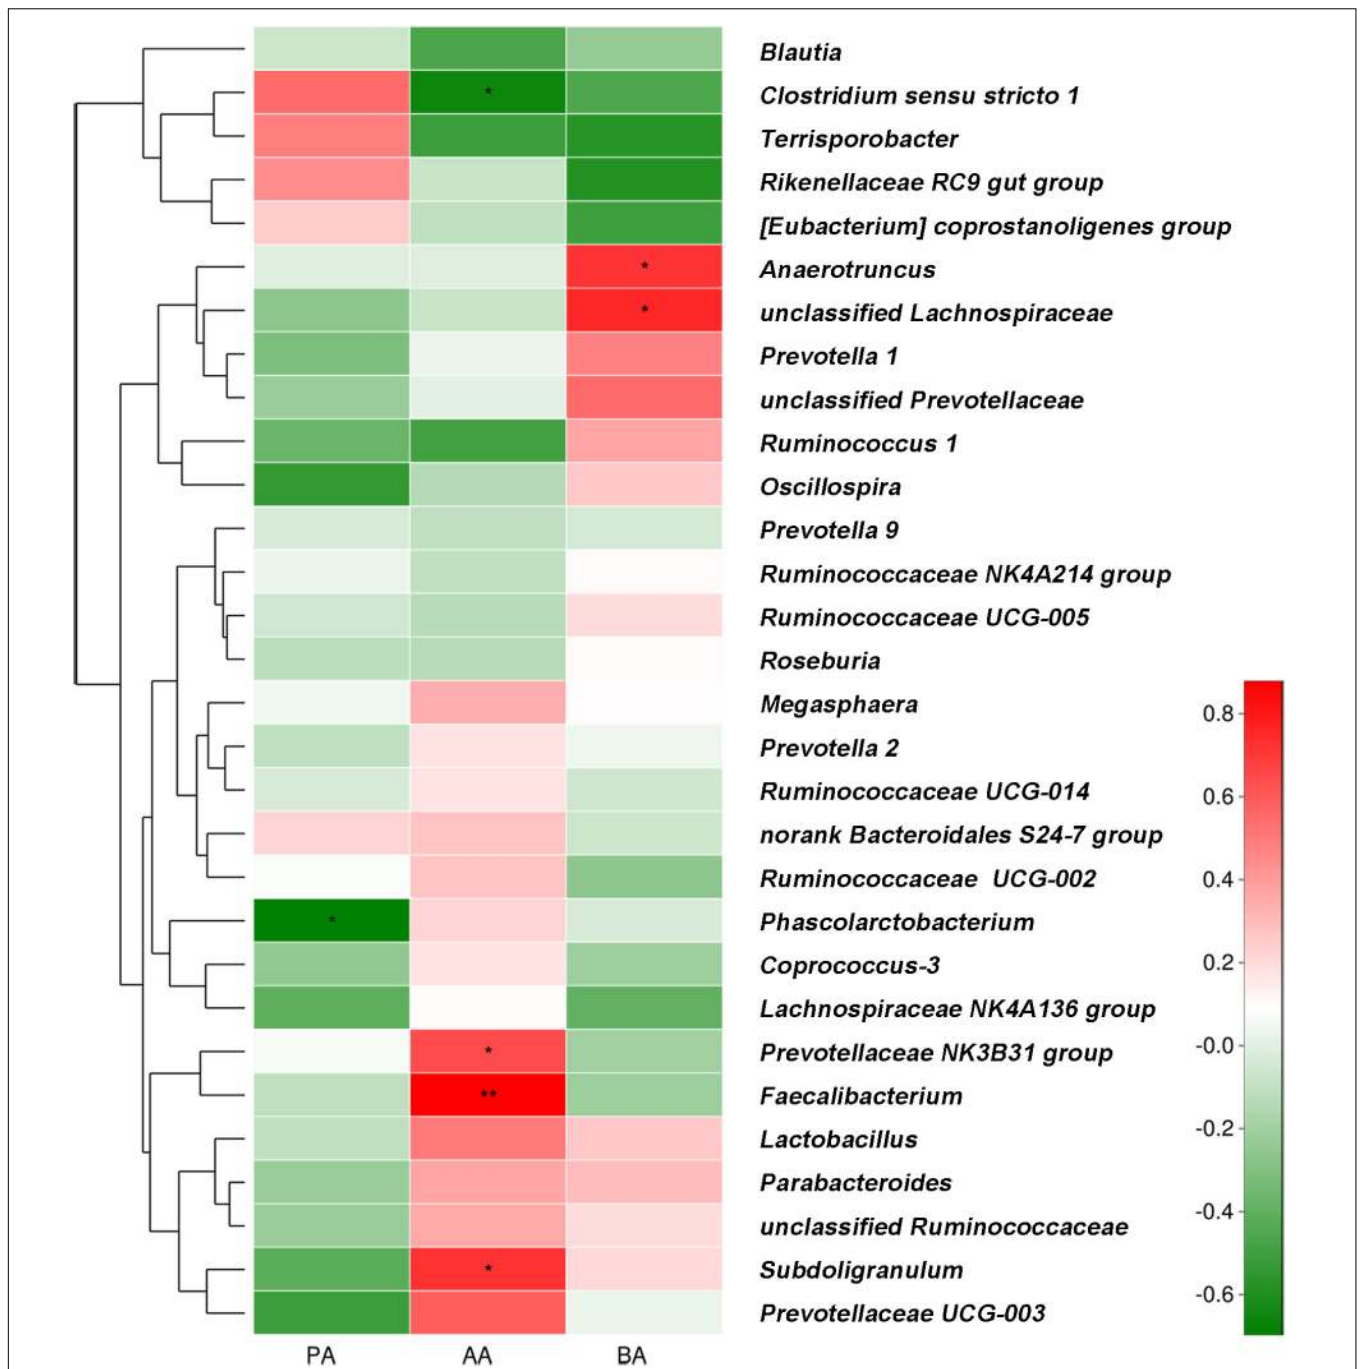 Blautia
*
Clostridium sensu stricto 1
Terrisporobacter
Rikenellaceae RC9 gut group
[Eubacterium] coprostanoligenes group
*
Anaerotruncus
*
unclassified Lachnospiraceae
Prevotella 1
unclassified Prevotellaceae
Ruminococcus 1
Oscillospira
Prevotella 9
Ruminococcaceae NK4A214 group
Ruminococcaceae UCG-005
Roseburia
Megasphaera
Prevotella 2
Ruminococcaceae UCG-014
norank Bacteroidales S24-7 group
Ruminococcaceae  UCG-002
*
Phascolarctobacterium
Coprococcus-3
Lachnospiraceae NK4A136 group
*
Prevotellaceae NK3B31 group
**
Faecalibacterium
Lactobacillus
Parabacteroides
unclassified Ruminococcaceae
*
Subdoligranulum
Prevotellaceae UCG-003
0.8
0.6
0.4
0.2
-0.0
-0.2
-0.4
-0.6
PA AA BA